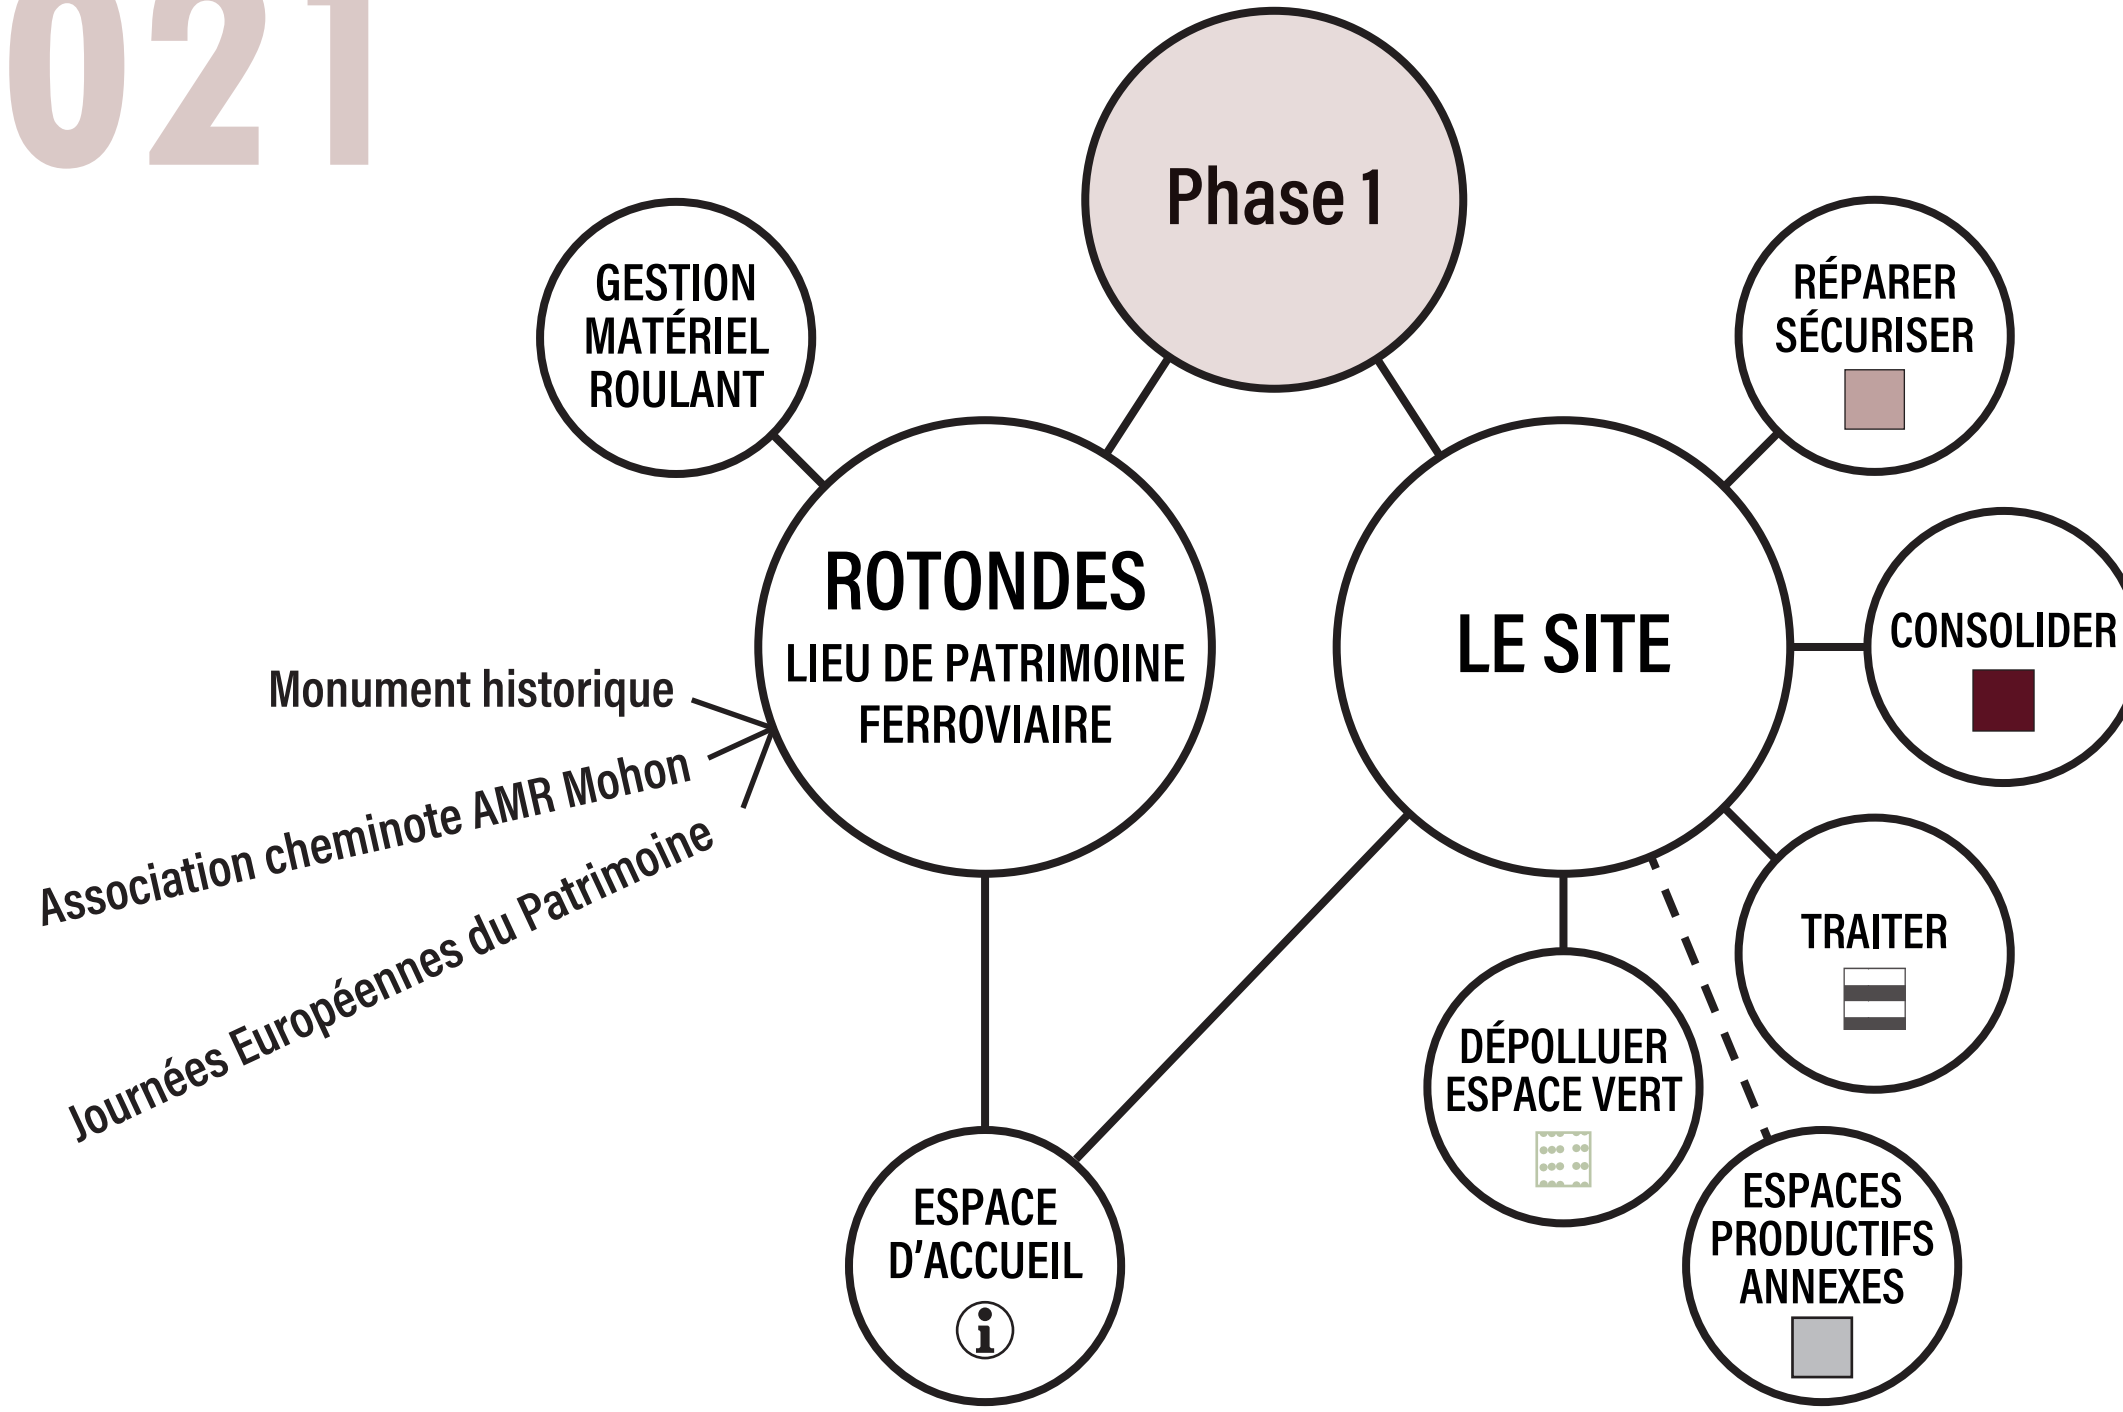 021
Phase 1
GESTION
MATÉRIEL
ROULANT
RÉPARER
SÉCURISER
ROTONDES
LIEU DE PATRIMOINE
FERROVIAIRE
LE SITE
CONSOLIDER
Monument historique
Association cheminote AMR Mohon
Journées Européennes du Patrimoine
TRAITER
DÉPOLLUER
ESPACE VERT
ESPACE
D'ACCUEIL
i
ESPACES
PRODUCTIFS
ANNEXES